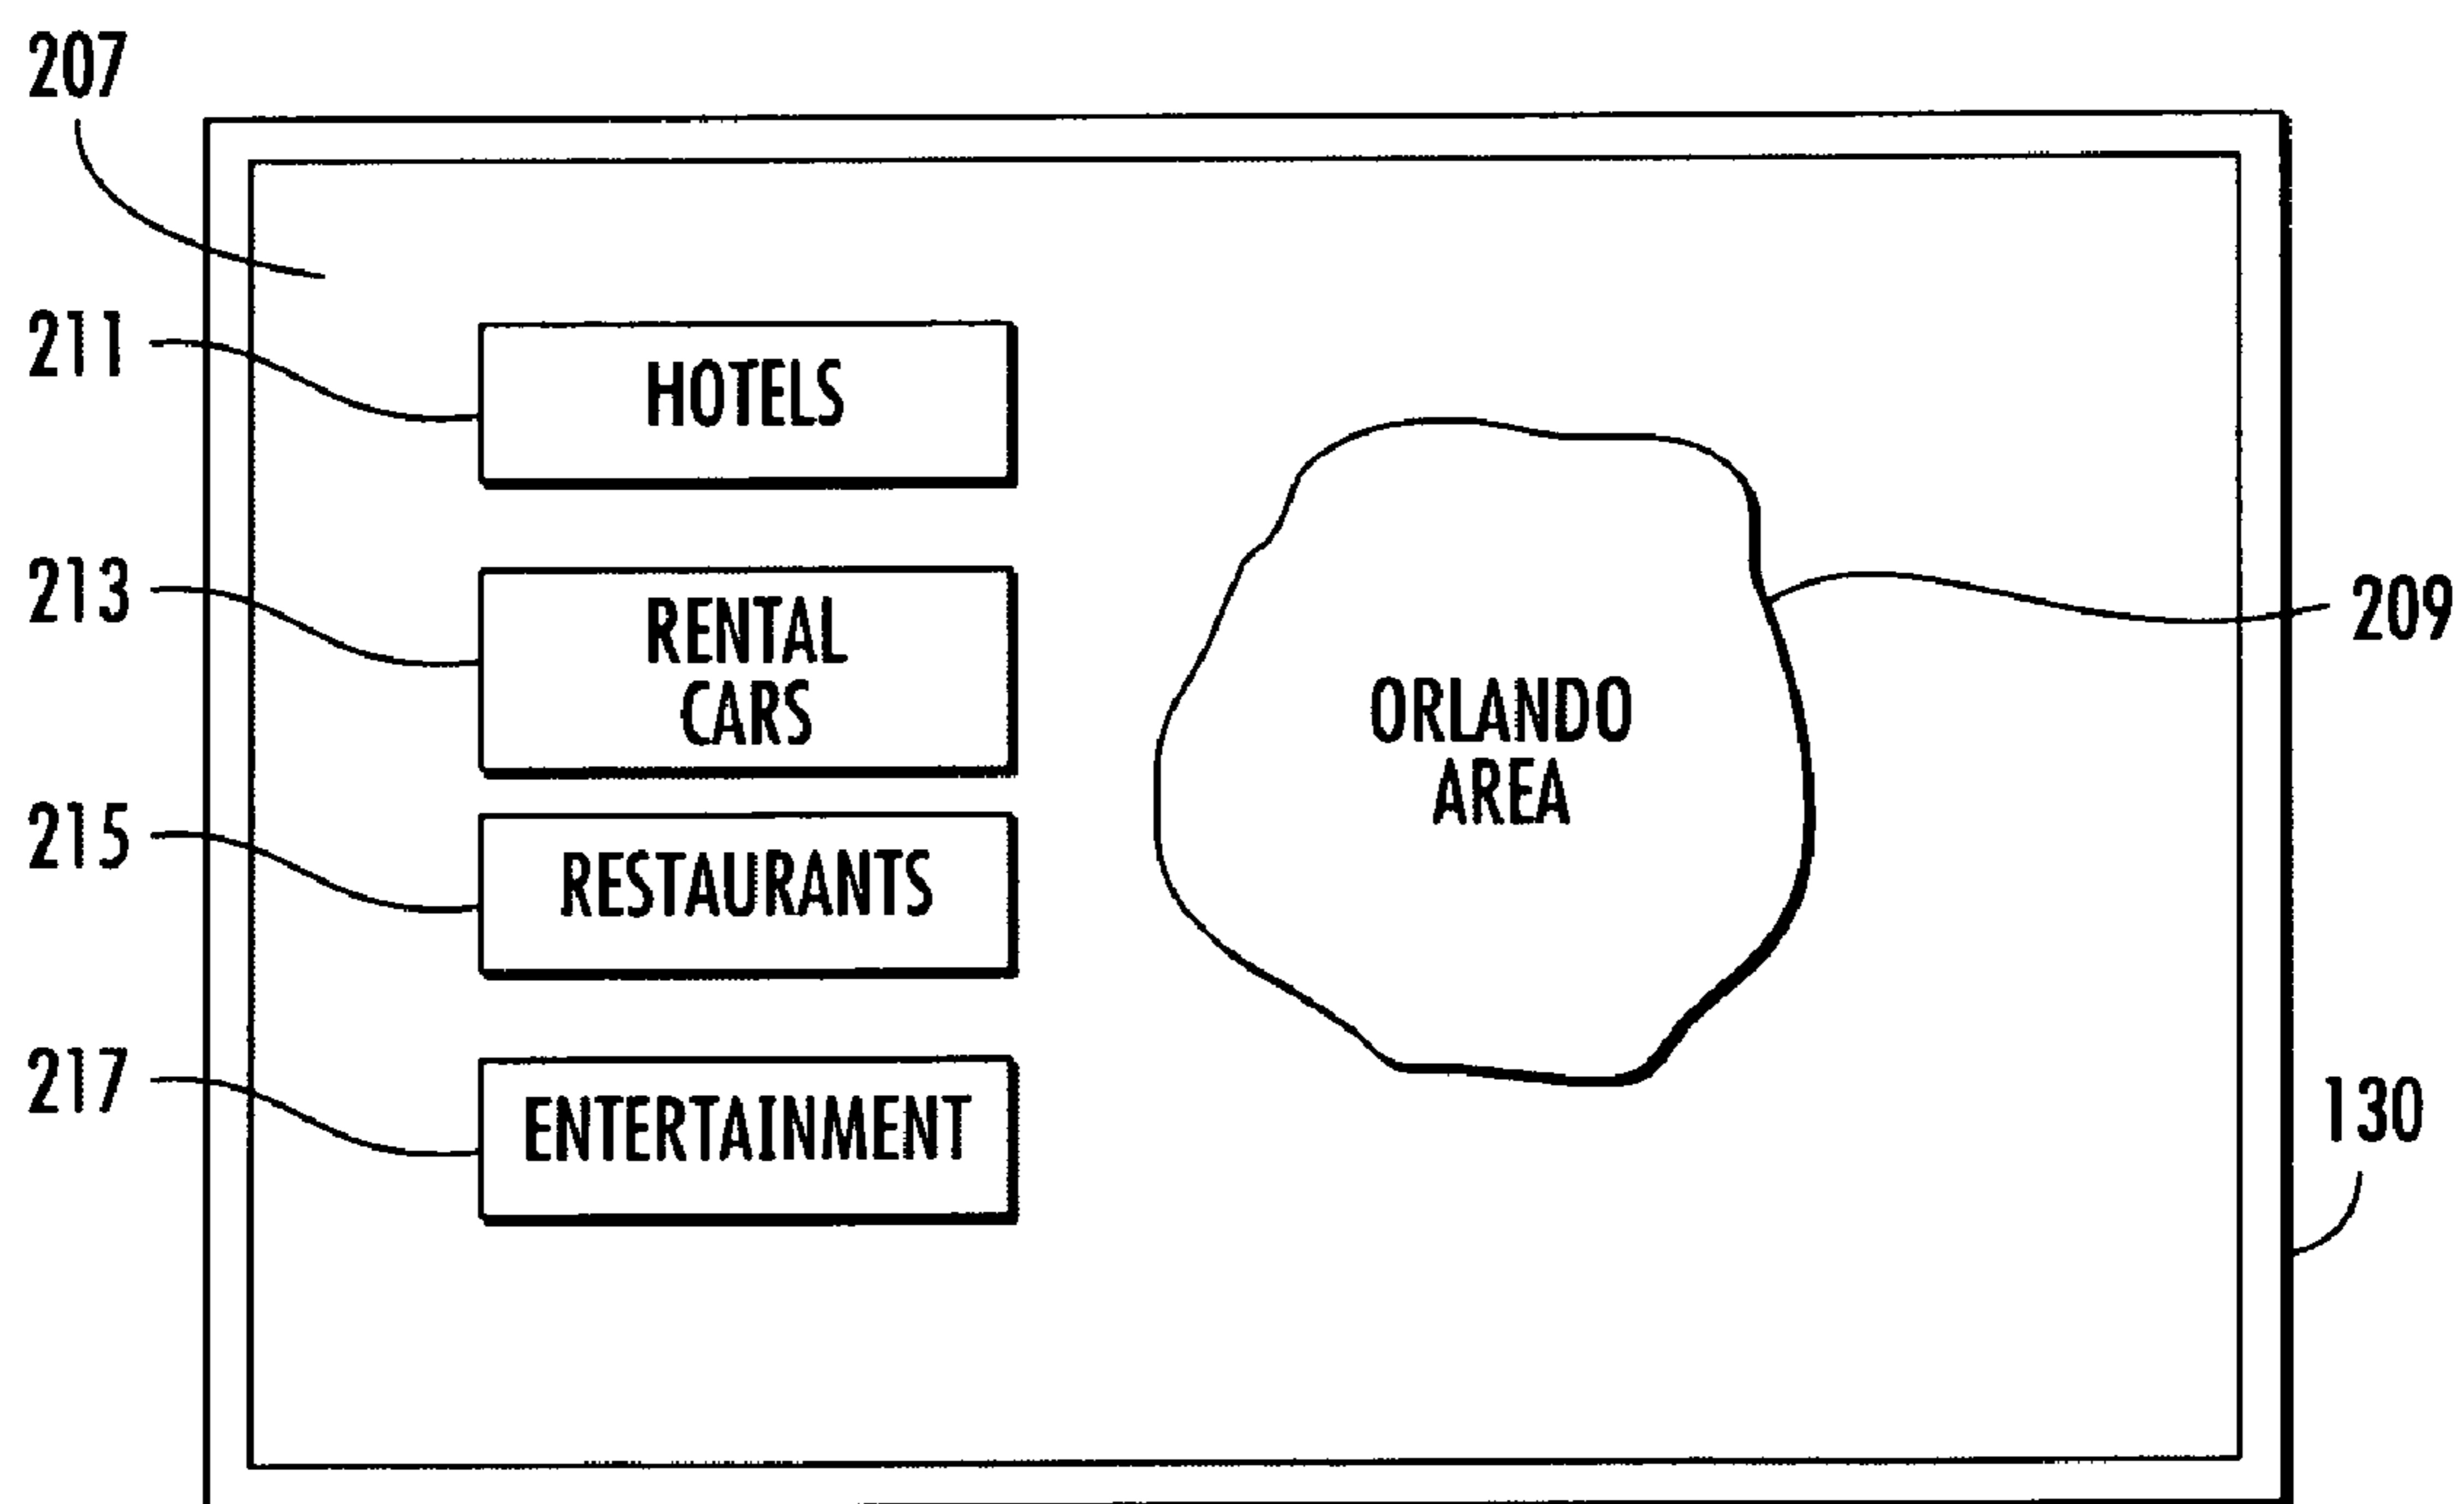 207
211
HOTELS
213
RENTAL
CARS
209
ORLANDO
AREA
215
RESTAURANTS
217
ENTERTAINMENT
130